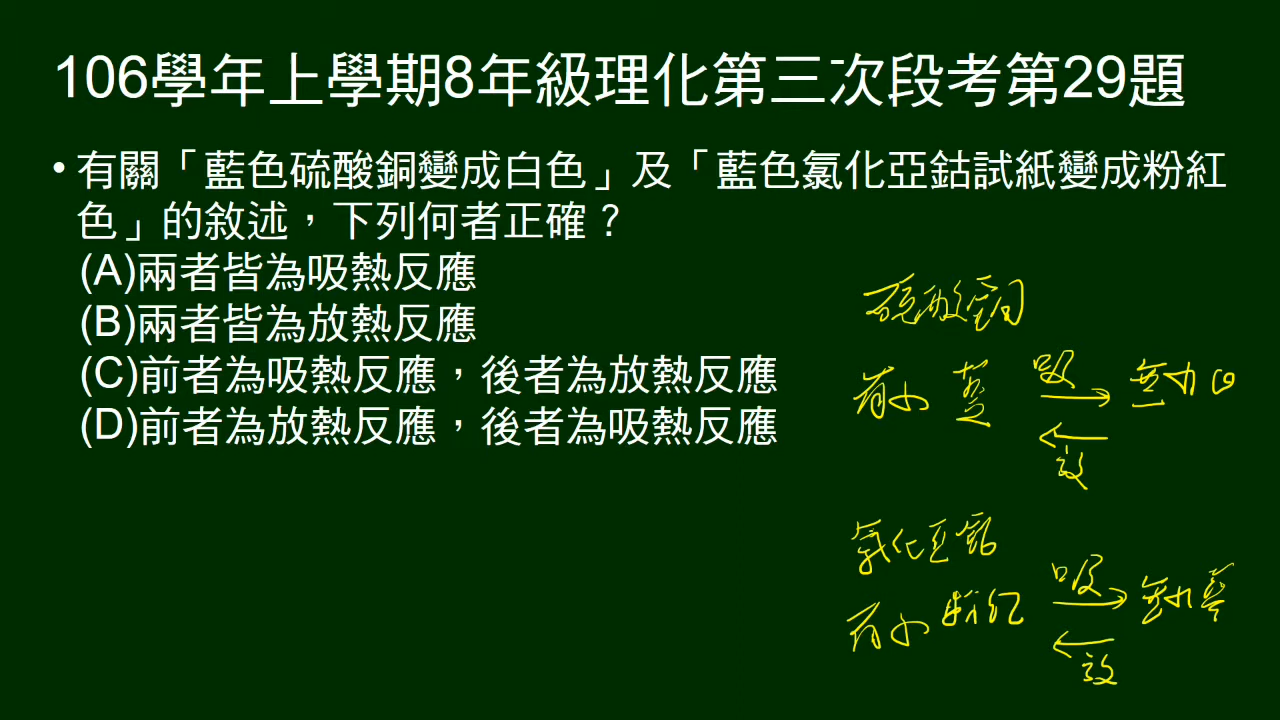 106學年上學期8年級理化第三次段考第29題
• 有關「藍色硫酸銅變成白色」及「藍色氯化亞鈷試紙變成粉紅
色」的敘述，下列何者正確？
(A)兩者皆為吸熱反應
(B)兩者皆為放熱反應
(C)前者為吸熱反應，後者為放熱反應
(D)前者為放熱反應，後者為吸熱反應
硫酸銅
有水 藍 吸 無水 白
放
氯化亞鈷
有水 粉紅 吸 無水 藍
放